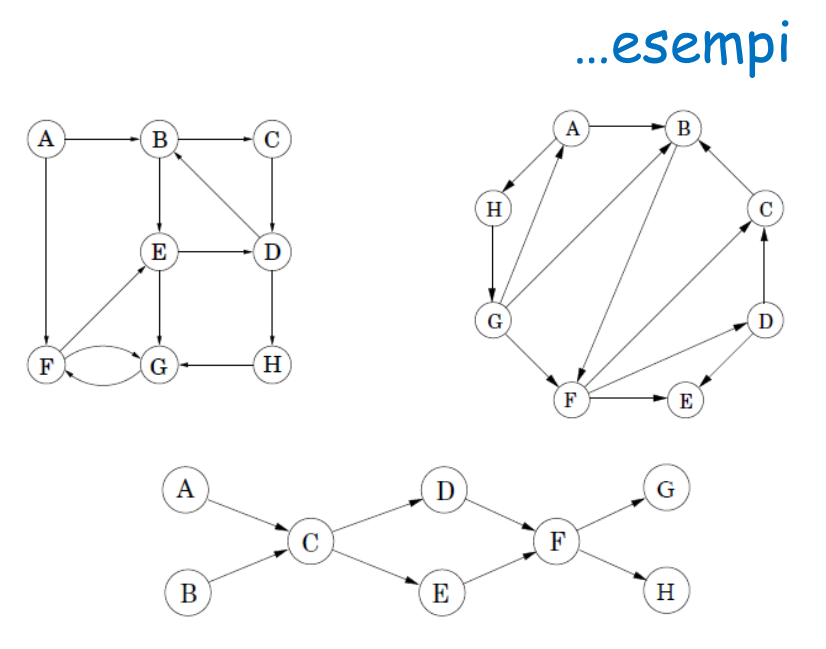 ...esempi
A B C
E D
F G H
A B
H C
G D
F E
A D G
C F
B E H